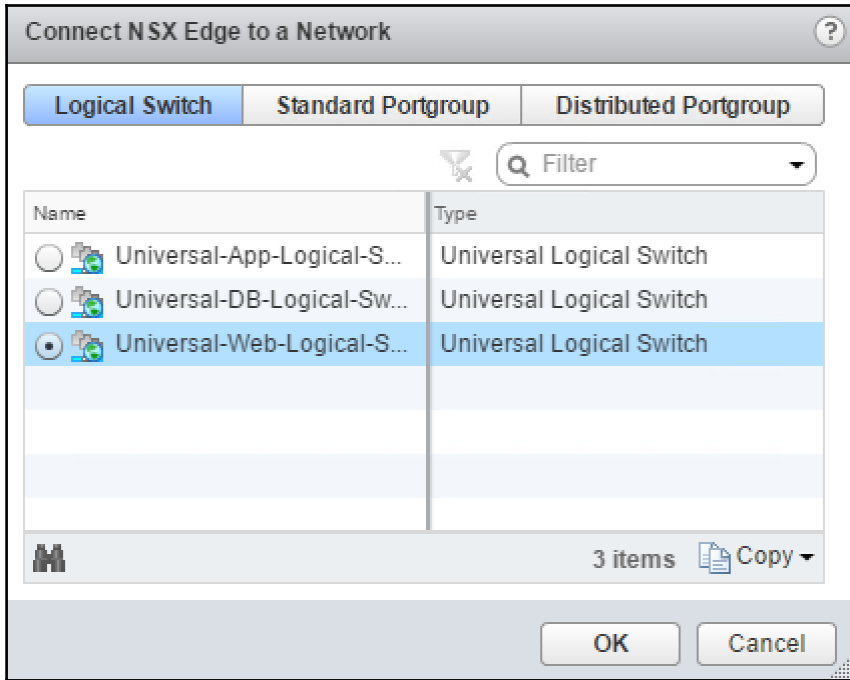 Connect NSX Edge to a Network ?
Logical Switch Standard Portgroup Distributed Portgroup
Filter
Name Type
Universal-App-Logical-S... Universal Logical Switch
Universal-DB-Logical-Sw... Universal Logical Switch
Universal-Web-Logical-S... Universal Logical Switch
3 items Copy
OK Cancel